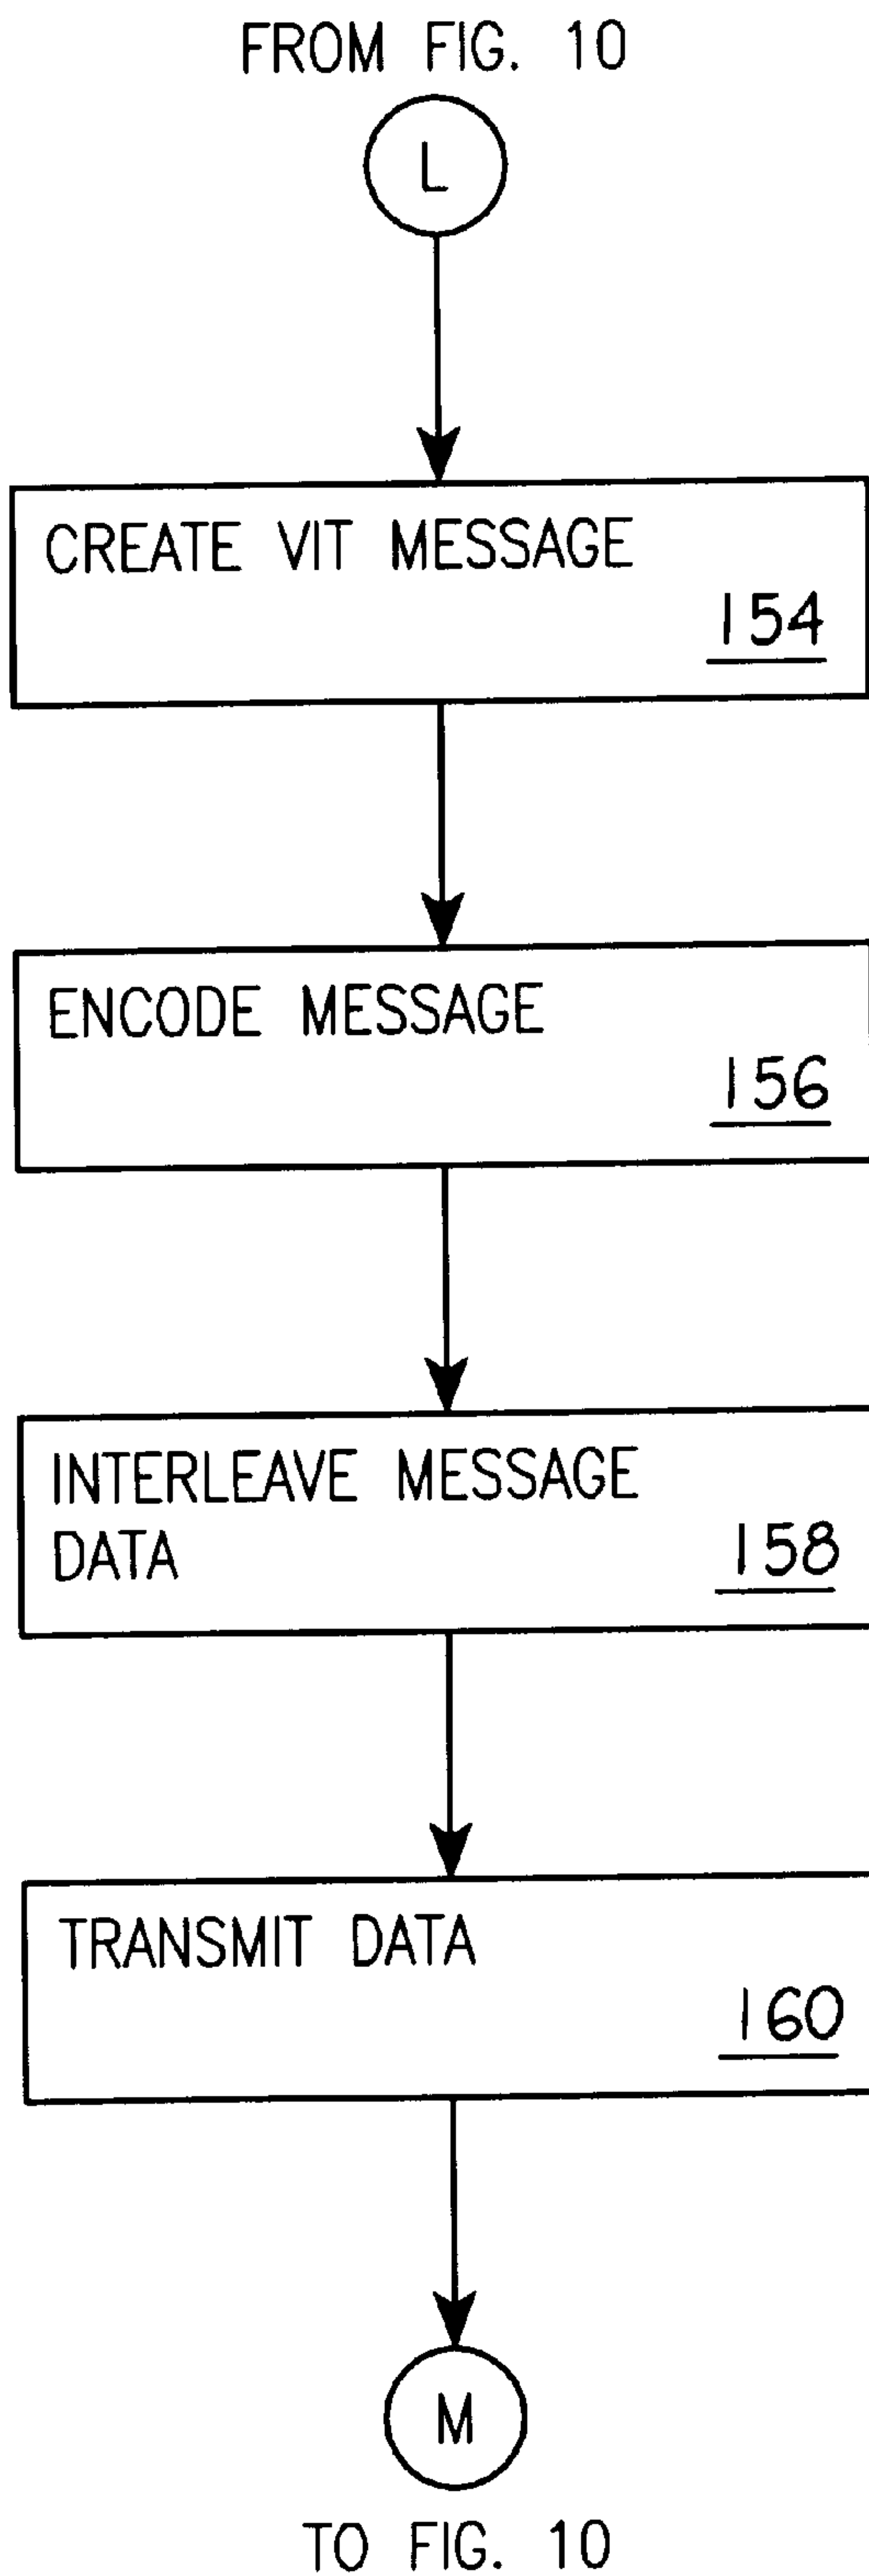 FROM FIG. 10
L
CREATE VIT MESSAGE
154
ENCODE MESSAGE
156
INTERLEAVE MESSAGE
DATA
158
TRANSMIT DATA
160
M
TO FIG. 10